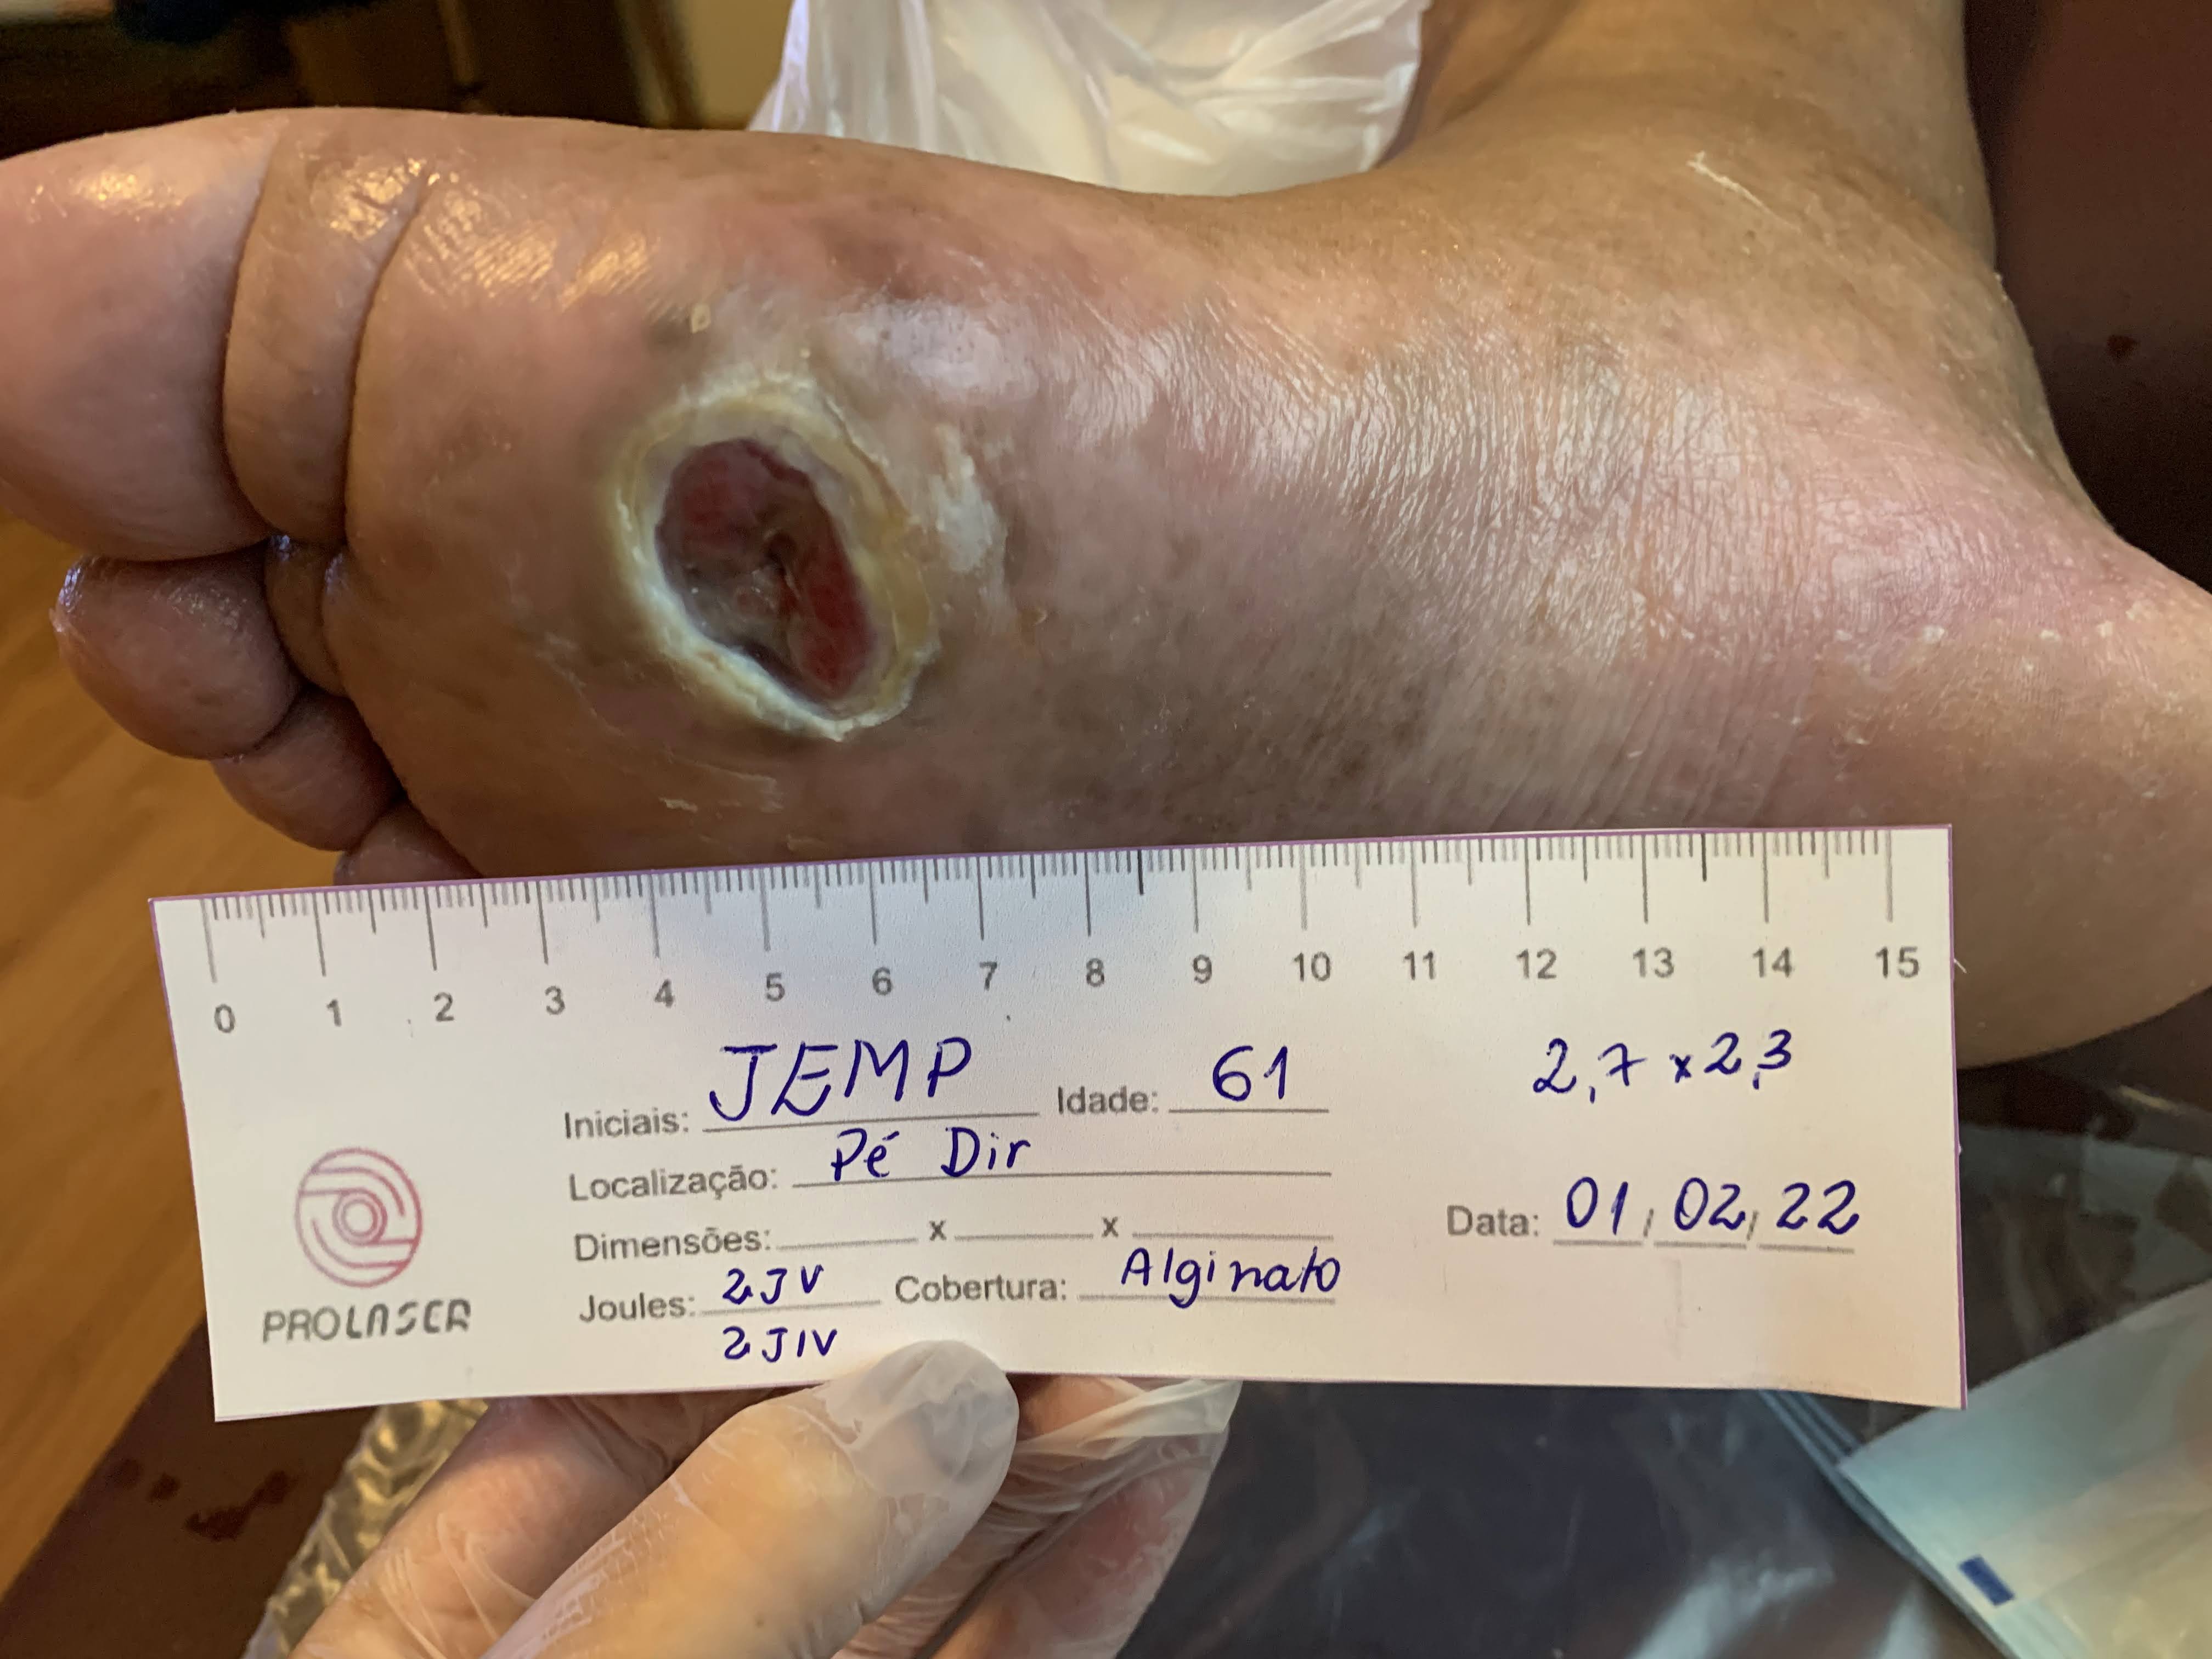 0 1 2 3 4 5 6 7 8 9 10 11 12 13 14 15
2,7 x 2,3
Iniciais: JEMP Idade: 61
Localização: Pé Dir
Dimensões: x x
Data: 01/02/22
Joules: 2JV Cobertura: Alginato
2JIV
PROLASER